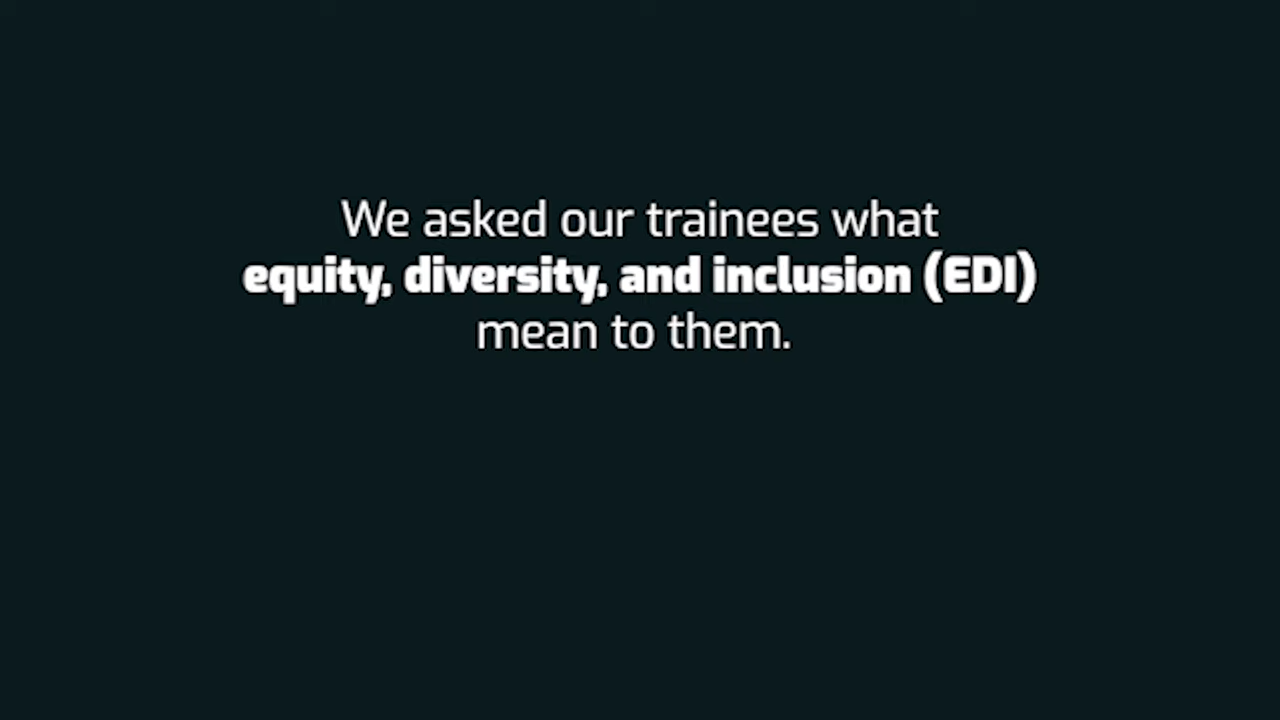 We asked our trainees what
equity, diversity, and inclusion (EDI)
mean to them.